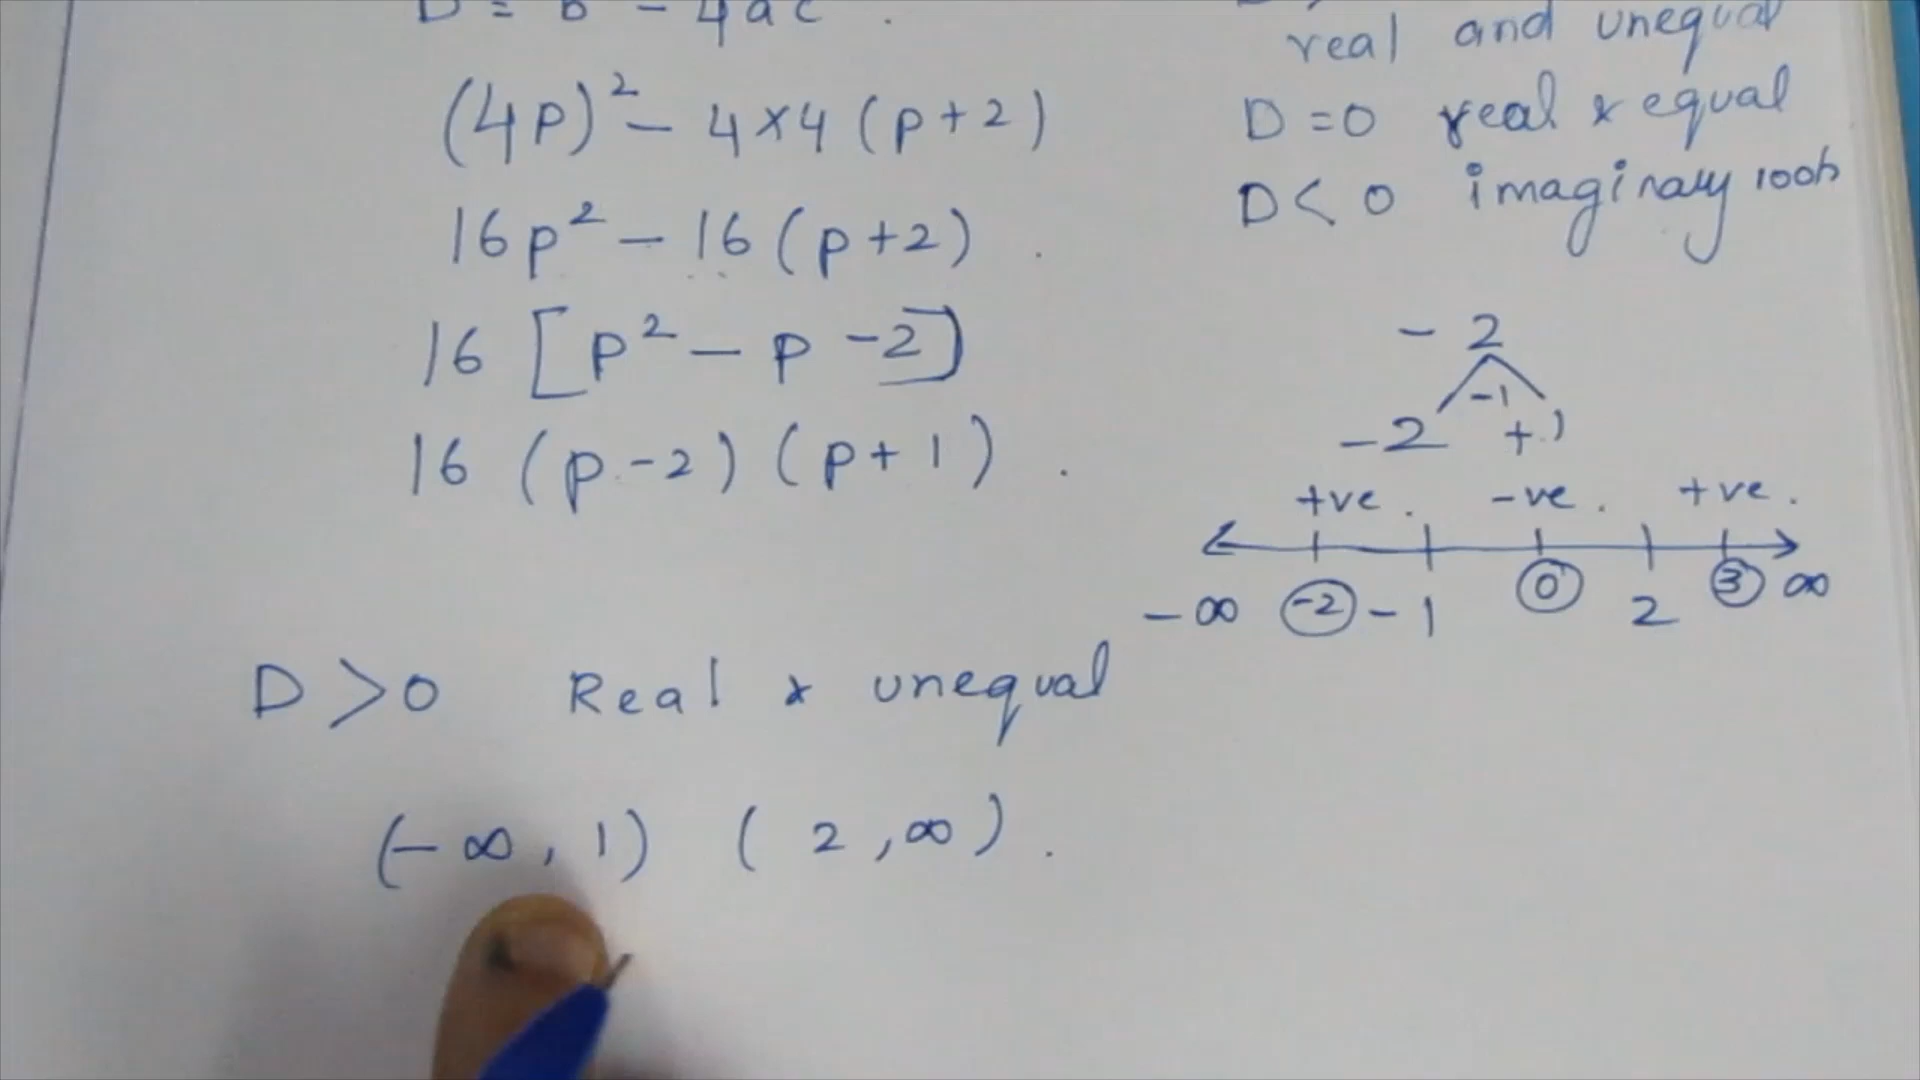 D = b - 4ac .
(4P)² - 4×4 (p+2)
16p² - 16 (p+2) .
16 [p² - p -2]
16 (p-2) (p+1) .
real and unequal
D=0 real & equal
D<0 imaginary roots
- 2
-1
-2 +1
+ve . -ve . +ve .
-∞ -2 -1 0 2 3 ∞
D>0 Real & unequal
(-∞, 1) ( 2 ,∞) .